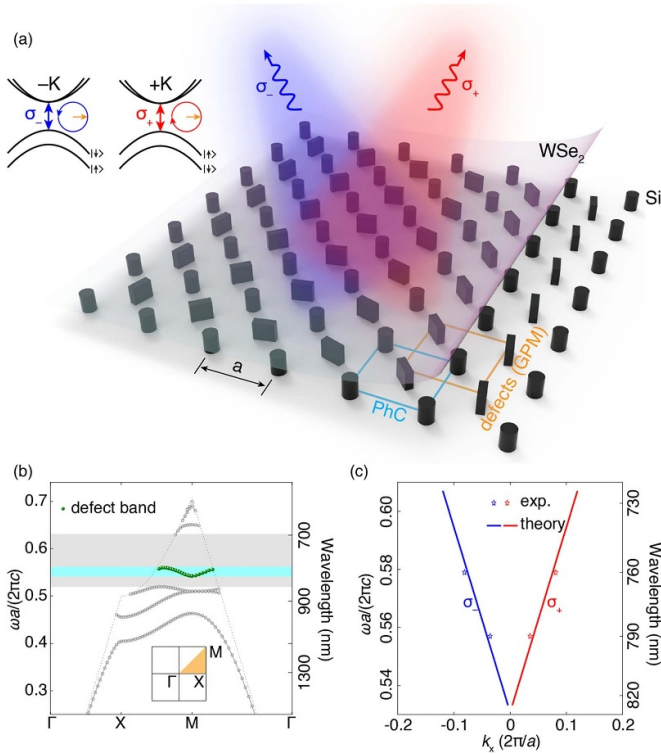 (a)
−K
+K
σ−
σ+
|↓⟩
|↑⟩
|↑⟩
|↓⟩
σ−
σ+
WSe2
Si
a
PhC
defects (GPM)
(b)
0.7
0.6
0.5
0.4
0.3
ωa/(2πc)
defect band
700
900
1300
Wavelength (nm)
Γ
X
M
Γ
Γ
X
M
(c)
0.60
0.58
0.56
0.54
ωa/(2πc)
exp.
theory
σ−
σ+
730
760
790
820
Wavelength (nm)
-0.2
-0.1
0
0.1
0.2
kx (2π/a)